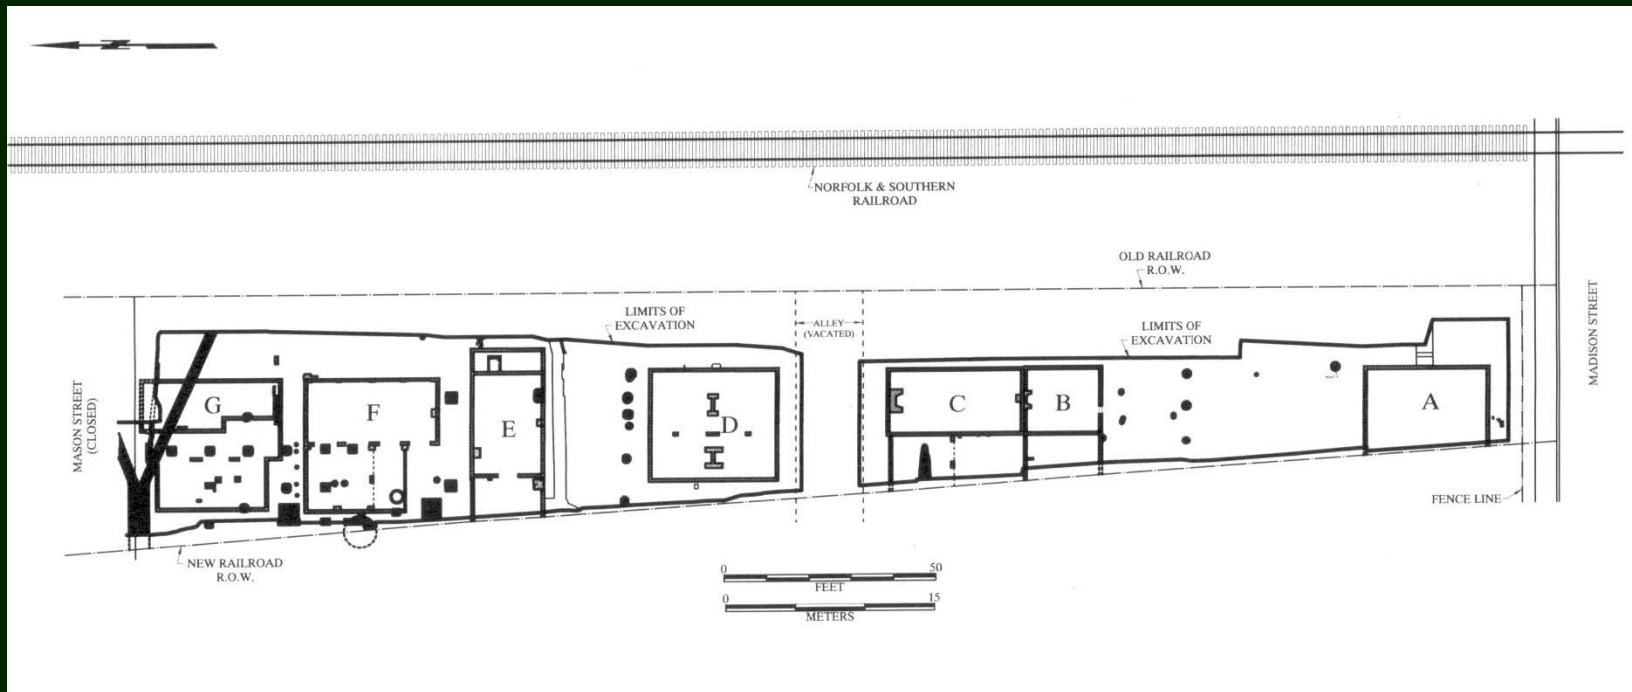 N
NORFOLK & SOUTHERN
RAILROAD
OLD RAILROAD
R.O.W.
LIMITS OF
EXCAVATION
ALLEY
(VACATED)
LIMITS OF
EXCAVATION
MADISON STREET
MASON STREET
(CLOSED)
G
F
E
D
C
B
A
FENCE LINE
NEW RAILROAD
R.O.W.
0 50
FEET
0 15
METERS